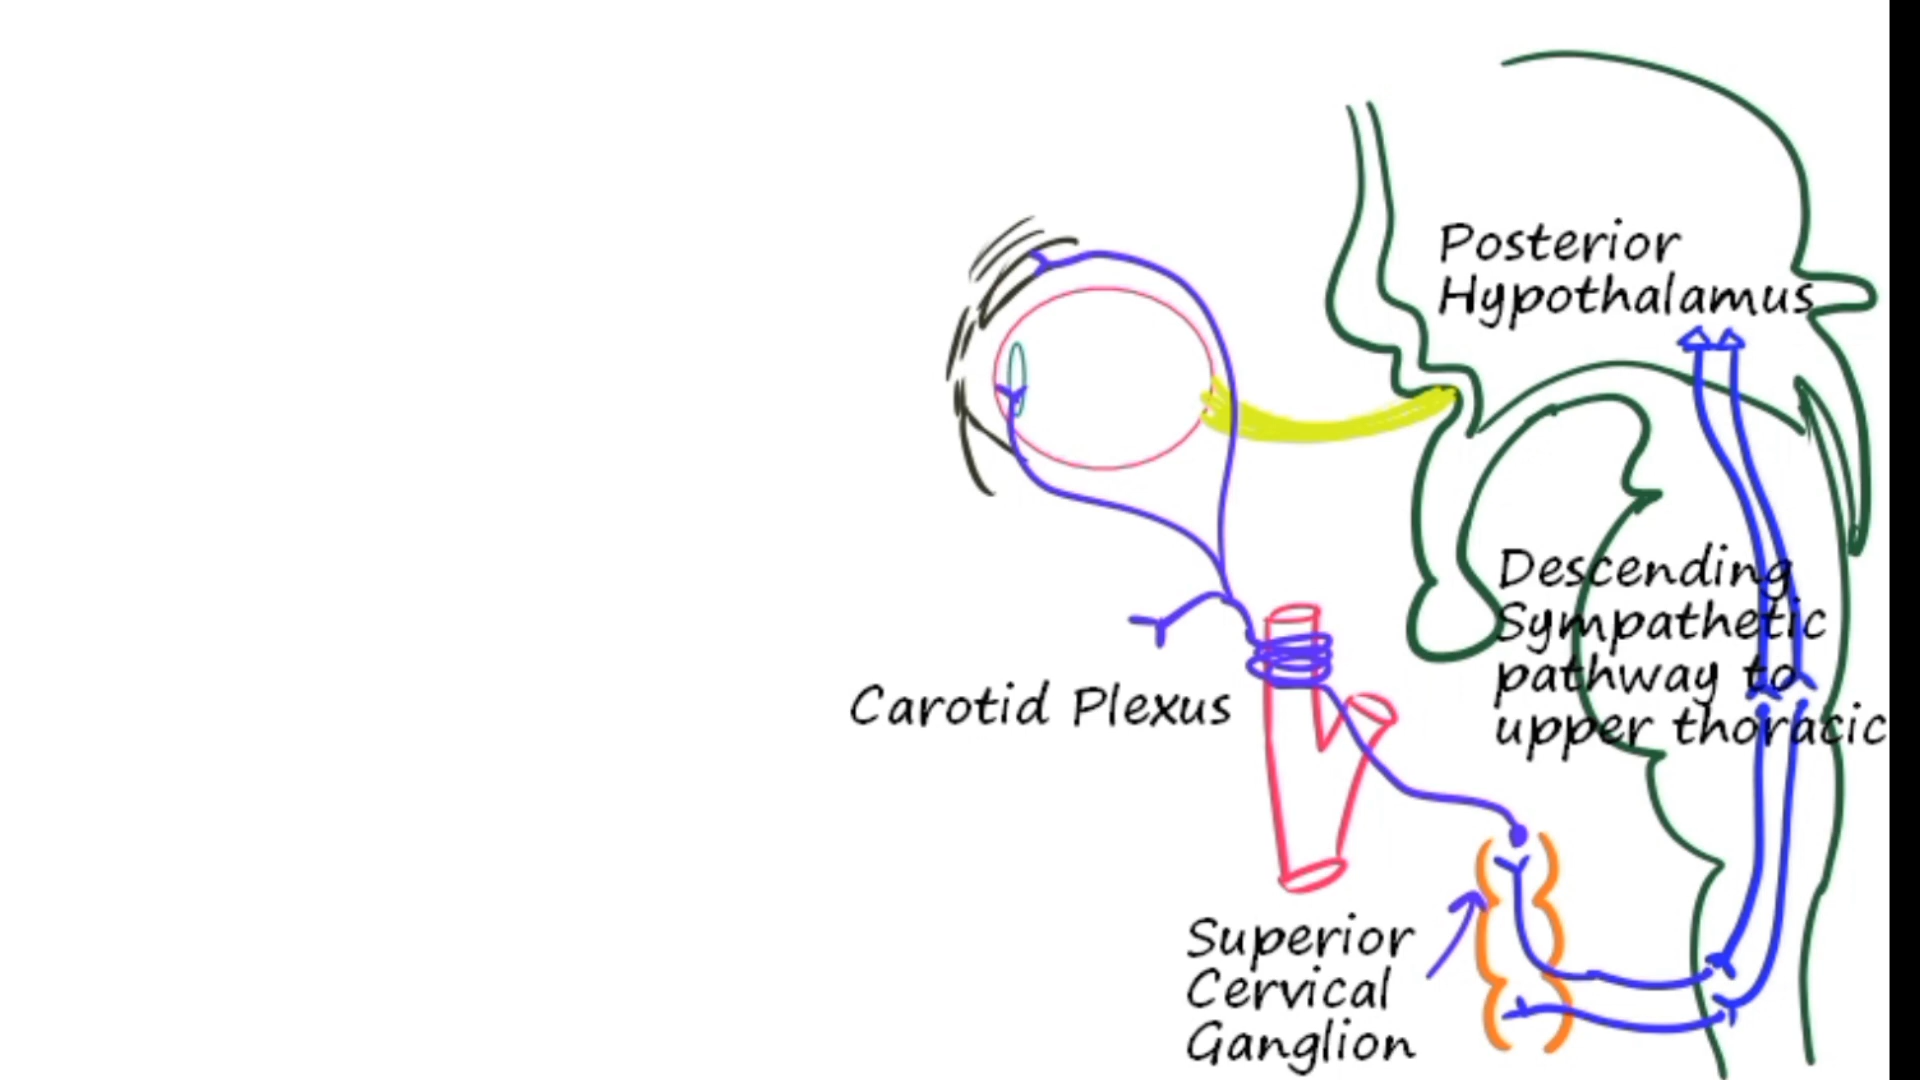 Posterior
Hypothalamus
Descending
Sympathetic
pathway to
upper thoracic
Carotid Plexus
Superior
Cervical
Ganglion